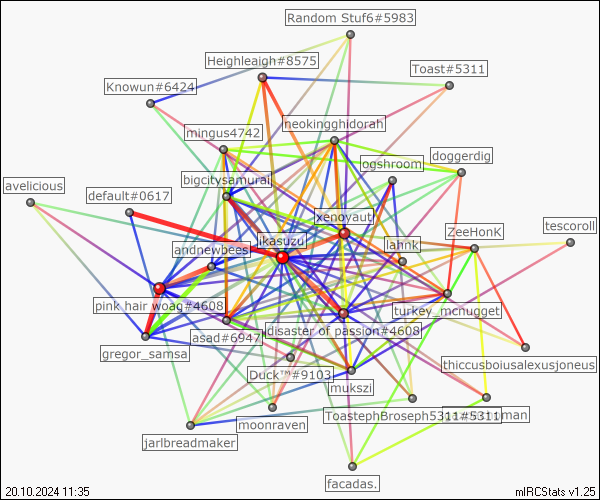 Random Stuf6#5983
Heighleaigh#8575
Toast#5311
Knowun#6424
neokingghidorah
mingus4742
doggerdig
ogshroom
bigcitysamurai
avelicious
default#0617
xenoyaut
tescoroll
ZeeHonK
jkasuzu
lahnk
andnewbees
pink hair woag#4608
turkey_mcnugget
disaster of passion#4608
asad#6947
gregor_samsa
thiccusboiusalexusjoneus
Duck™#9103
mukszi
ToastephBroseph5311#5311
man
moonraven
jarlbreadmaker
facadas.
20.10.2024 11:35
mIRCStats v1.25